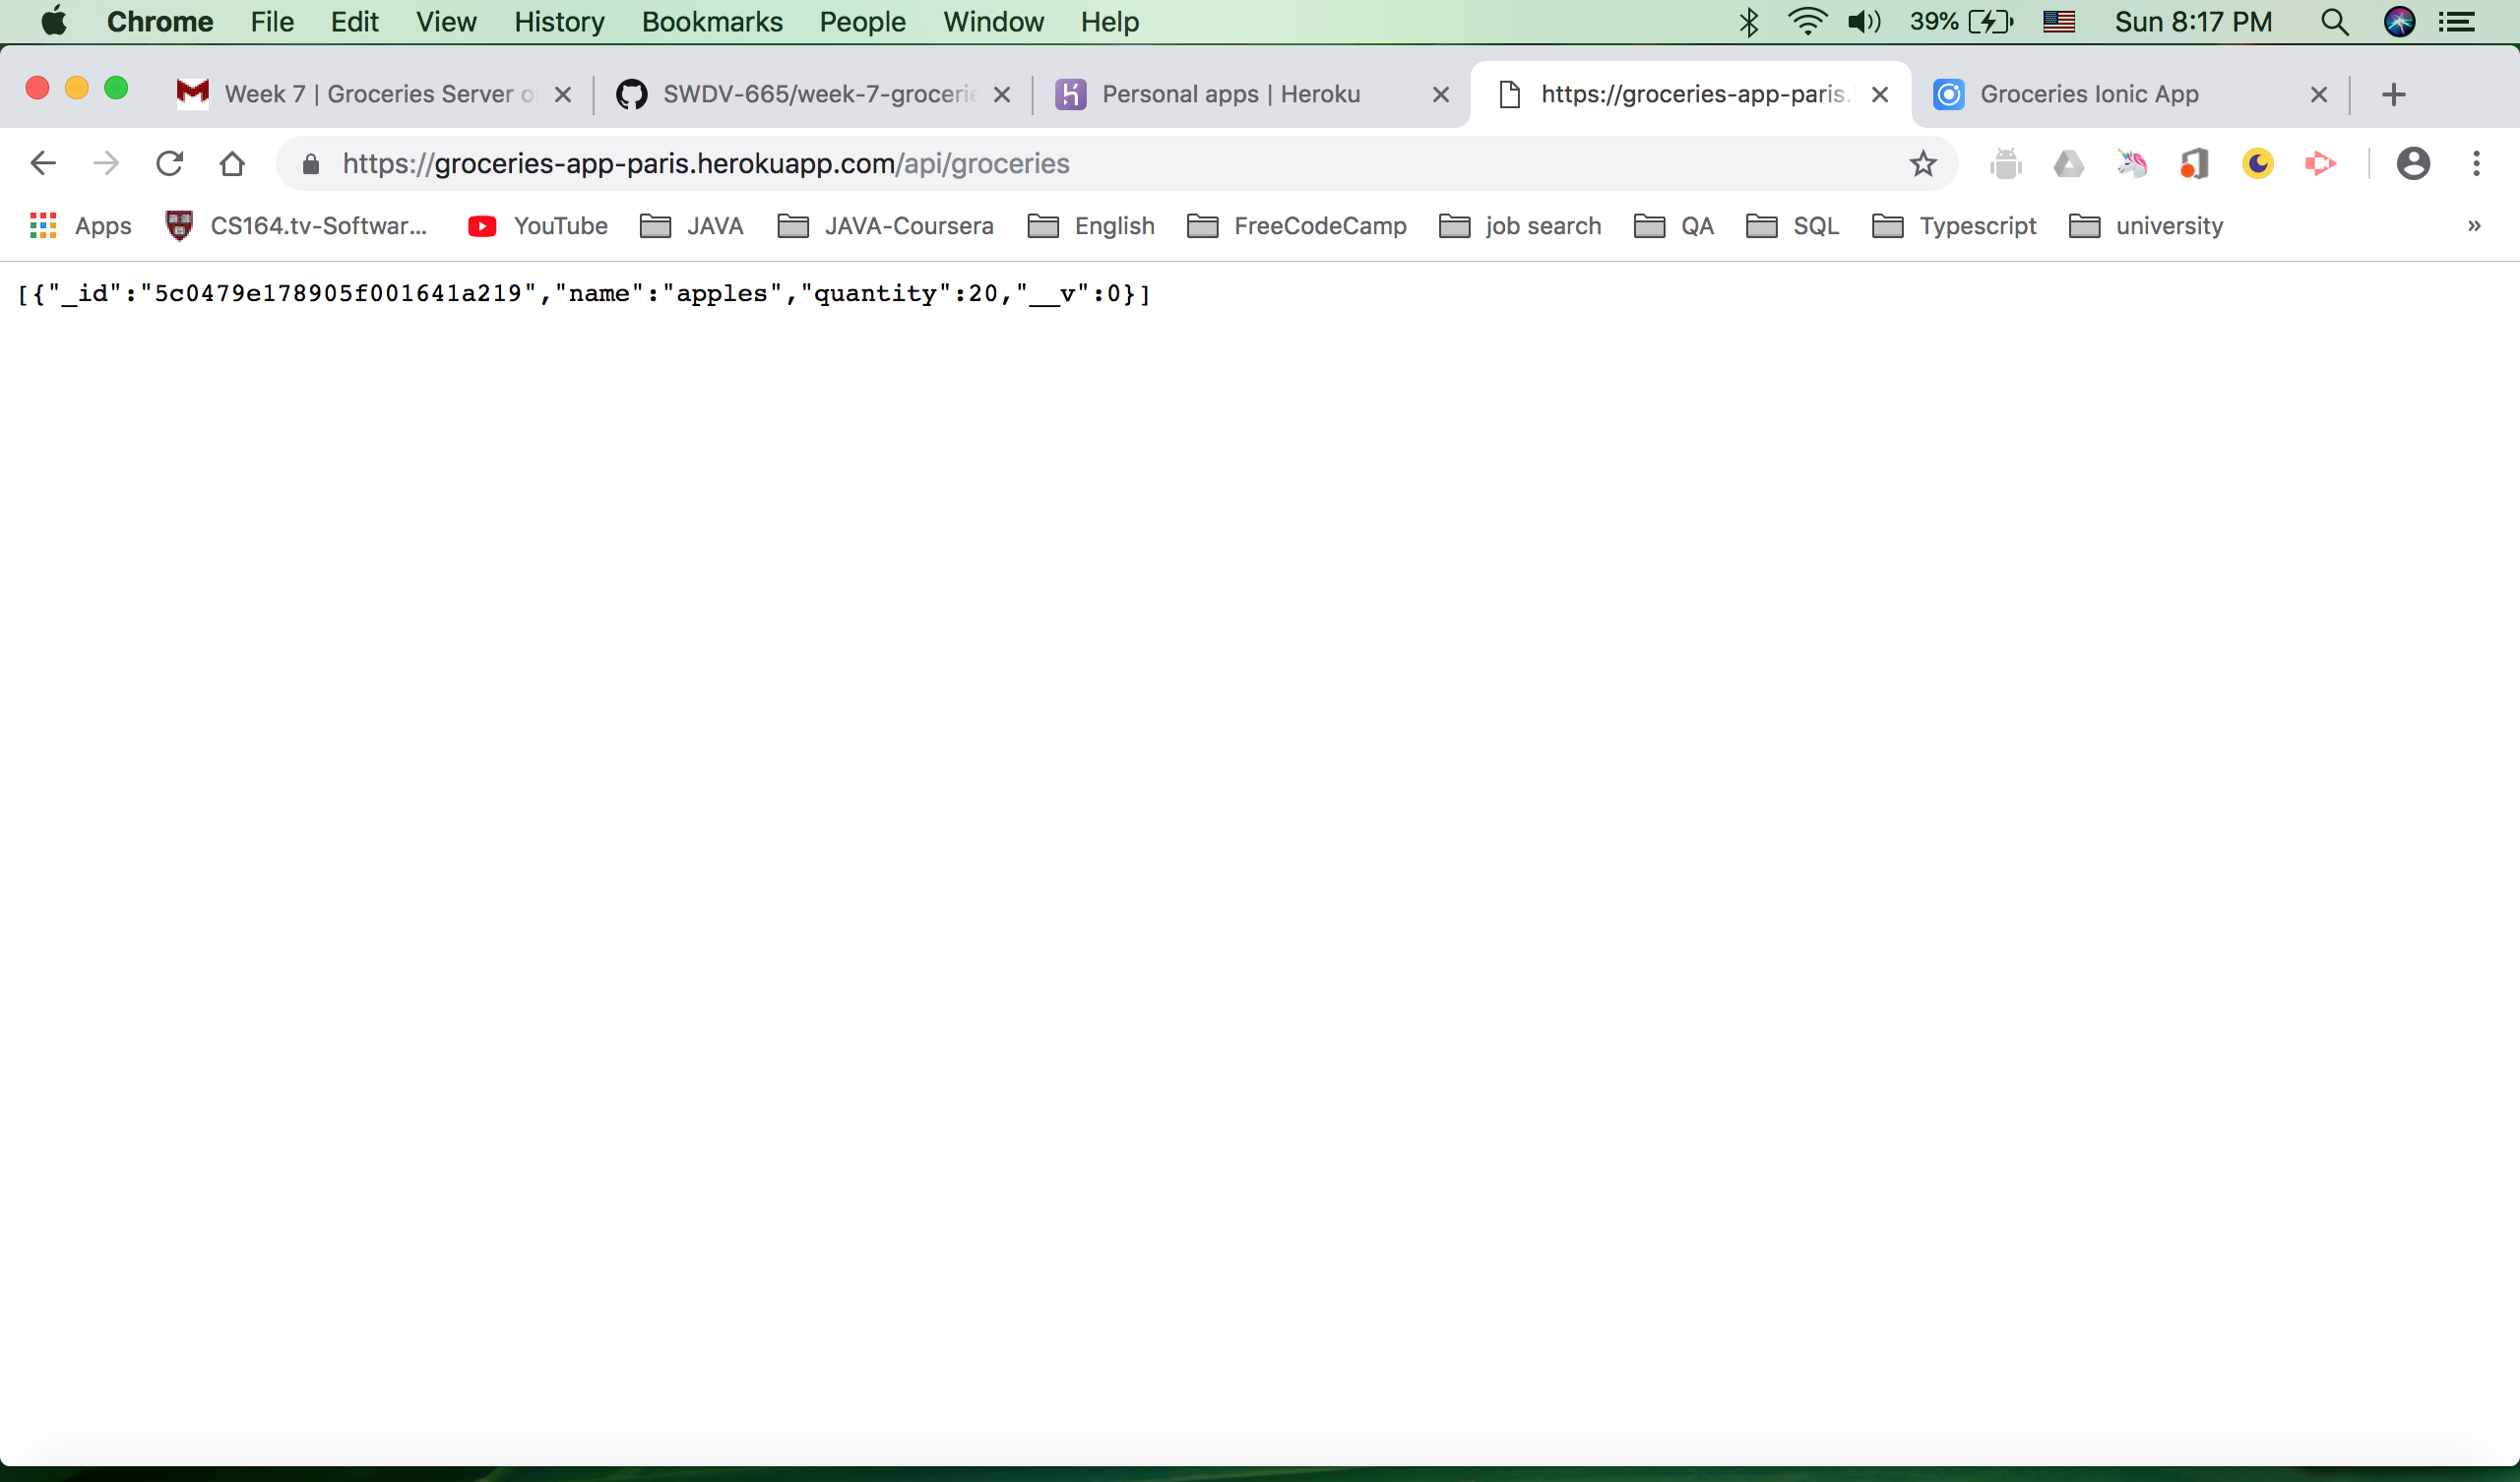 Chrome File Edit View History Bookmarks People Window Help 39% Sun 8:17 PM
Week 7 | Groceries Server SWDV-665/week-7-grocerie Personal apps | Heroku https://groceries-app-paris. Groceries Ionic App
https://groceries-app-paris.herokuapp.com/api/groceries
Apps CS164.tv-Softwar... YouTube JAVA JAVA-Coursera English FreeCodeCamp job search QA SQL Typescript university »
[{"_id":"5c0479e178905f001641a219","name":"apples","quantity":20,"__v":0}]